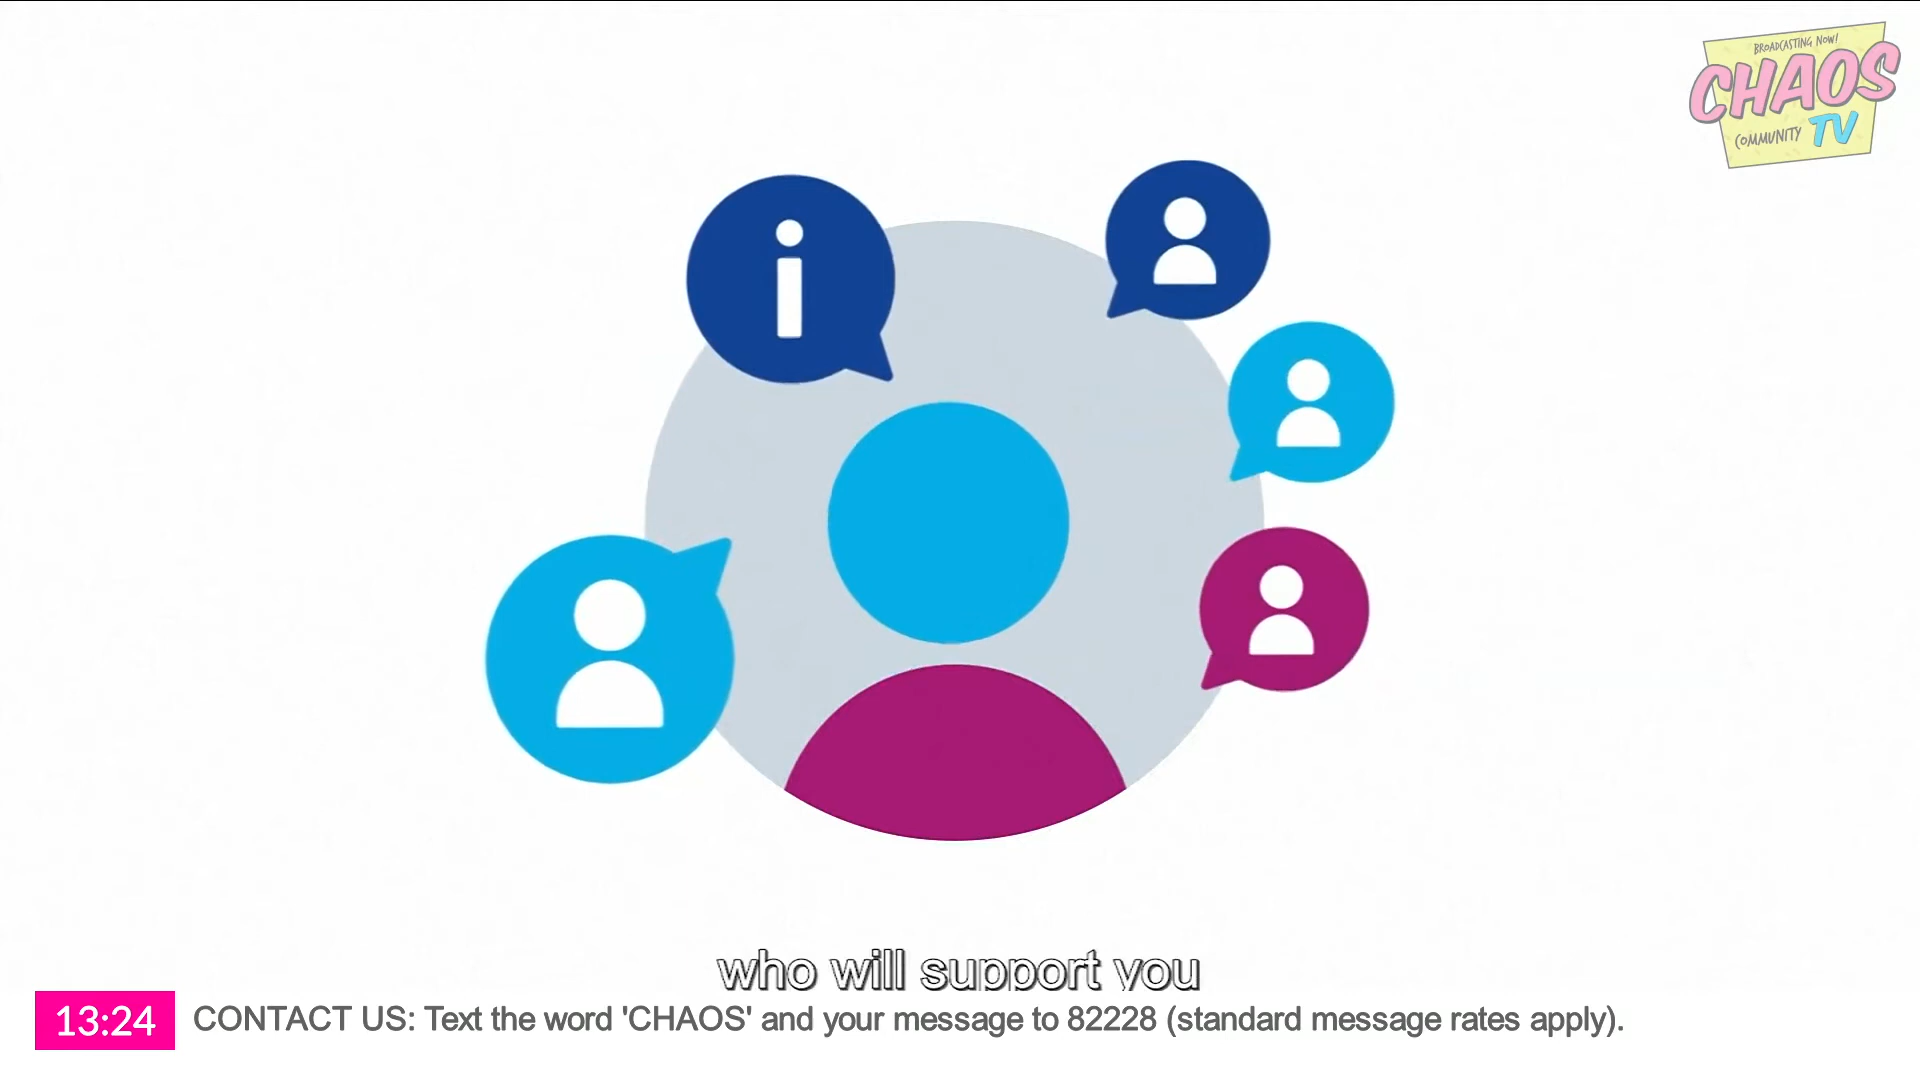 BROADCASTING NOW!
CHAOS
COMMUNITY TV
i
who will support you
13:24 CONTACT US: Text the word 'CHAOS' and your message to 82228 (standard message rates apply).